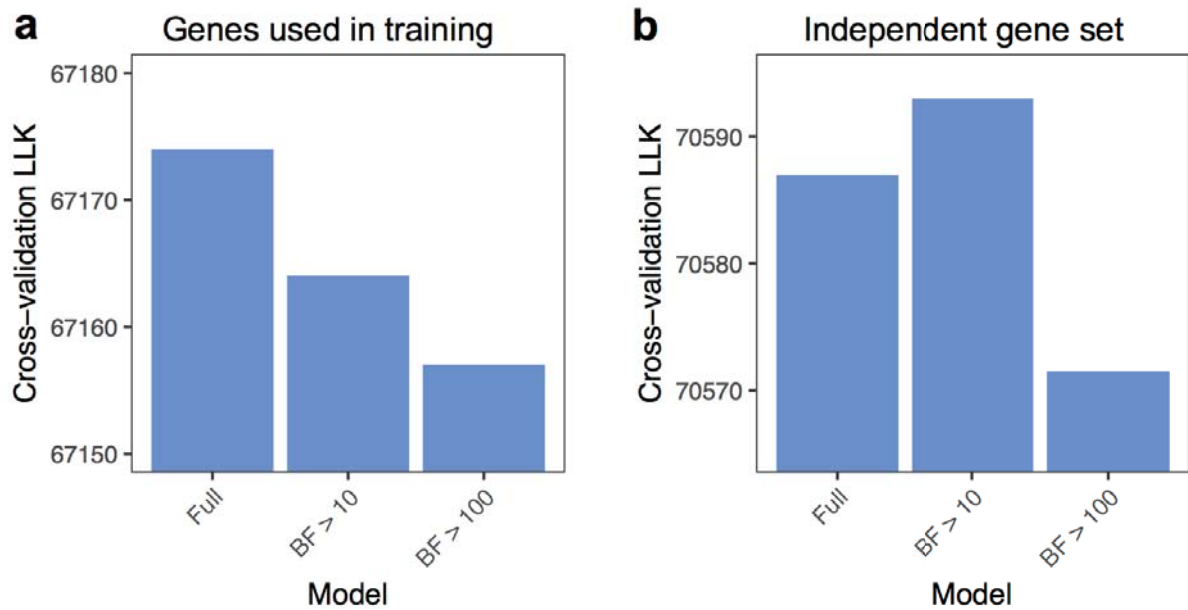 a
Genes used in training
Cross−validation LLK
67180
67170
67160
67150
Full
BF > 10
BF > 100
Model
b
Independent gene set
Cross−validation LLK
70590
70580
70570
Full
BF > 10
BF > 100
Model